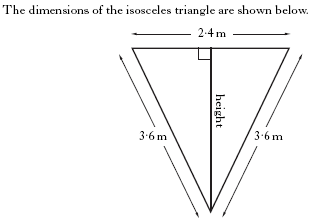 The dimensions of the isosceles triangle are shown below.
2·4 m
height
3·6 m
3·6 m